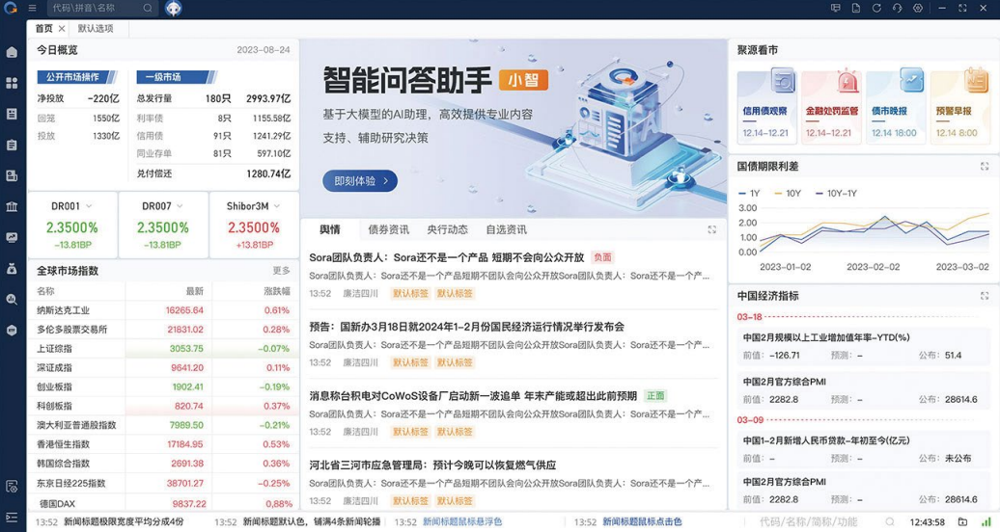 代码\拼音\名称
首页 默认选项
今日概览 2023-08-24
公开市场操作
净投放 -220亿
回笼 1550亿
投放 1330亿
一级市场
总发行量 180只 2993.97亿
利率债 8只 1155.58亿
信用债 91只 1241.29亿
同业存单 81只 597.10亿
兑付偿还 1280.74亿
DR001
2.3500%
-13.81BP
DR007
2.3500%
-13.81BP
Shibor3M
2.3500%
+13.81BP
全球市场指数 更多
名称 最新 涨跌幅
纳斯达克工业 16265.64 0.61%
多伦多股票交易所 21831.02 0.28%
上证综指 3053.75 -0.07%
深证成指 9641.20 0.11%
创业板指 1902.41 -0.19%
科创板指 820.74 0.37%
澳大利亚普通股指数 7989.50 -0.21%
香港恒生指数 17184.95 0.53%
韩国综合指数 2691.38 0.36%
东京日经225指数 38701.27 -0.25%
德国DAX 9837.22 0,88%
智能问答助手 小智
基于大模型的AI助理，高效提供专业内容
支持、辅助研究决策
即刻体验
舆情 债券资讯 央行动态 自选资讯
Sora团队负责人：Sora还不是一个产品 短期不会向公众开放 负面
Sora团队负责人：Sora还不是一个产品短期不团队会向公众开放Sora团队负责人：Sora还不是一个产...
13:52 廉洁四川 默认标签 默认标签
预告：国新办3月18日就2024年1-2月份国民经济运行情况举行发布会
Sora团队负责人：Sora还不是一个产品短期不团队会向公众开放Sora团队负责人：Sora还不是一个产...
13:52 廉洁四川 默认标签 默认标签
消息称台积电对CoWoS设备厂启动新一波追单 年末产能或超出此前预期 正面
Sora团队负责人：Sora还不是一个产品短期不团队会向公众开放Sora团队负责人：Sora还不是一个产...
13:52 廉洁四川 默认标签 默认标签
河北省三河市应急管理局：预计今晚可以恢复燃气供应
Sora团队负责人：Sora还不是一个产品短期不团队会向公众开放Sora团队负责人：Sora还不是一个产...
13:52 廉洁四川 默认标签 默认标签
聚源看市
信用债观察
12.14-12.21
金融处罚监管
12.14-12.21
债市晚报
12.14 18:00
预警早报
12.14 8:00
国债期限利差
1Y 10Y 10Y-1Y
3.00
2.00
1.00
0.00
2023-01-02 2023-02-02 2023-03-02
中国经济指标
03-18
中国2月规模以上工业增加值年率-YTD(%)
前值：-126.71 预测：- 公布：51.4
中国2月官方综合PMI
前值：2282.8 预测：- 公布：28614.6
03-09
中国1-2月新增人民币贷款-年初至今(亿元)
前值：- 预测：- 公布：未公布
中国2月官方综合PMI
前值：2282.8 预测：- 公布：28614.6
13:52 新闻标题极限宽度平均分成4份 13:52 新闻标题默认色，铺满4条新闻轮播 13:52 新闻标题鼠标悬浮色 13:52 新闻标题鼠标点击色 代码/名称/简称/功能 12:43:58